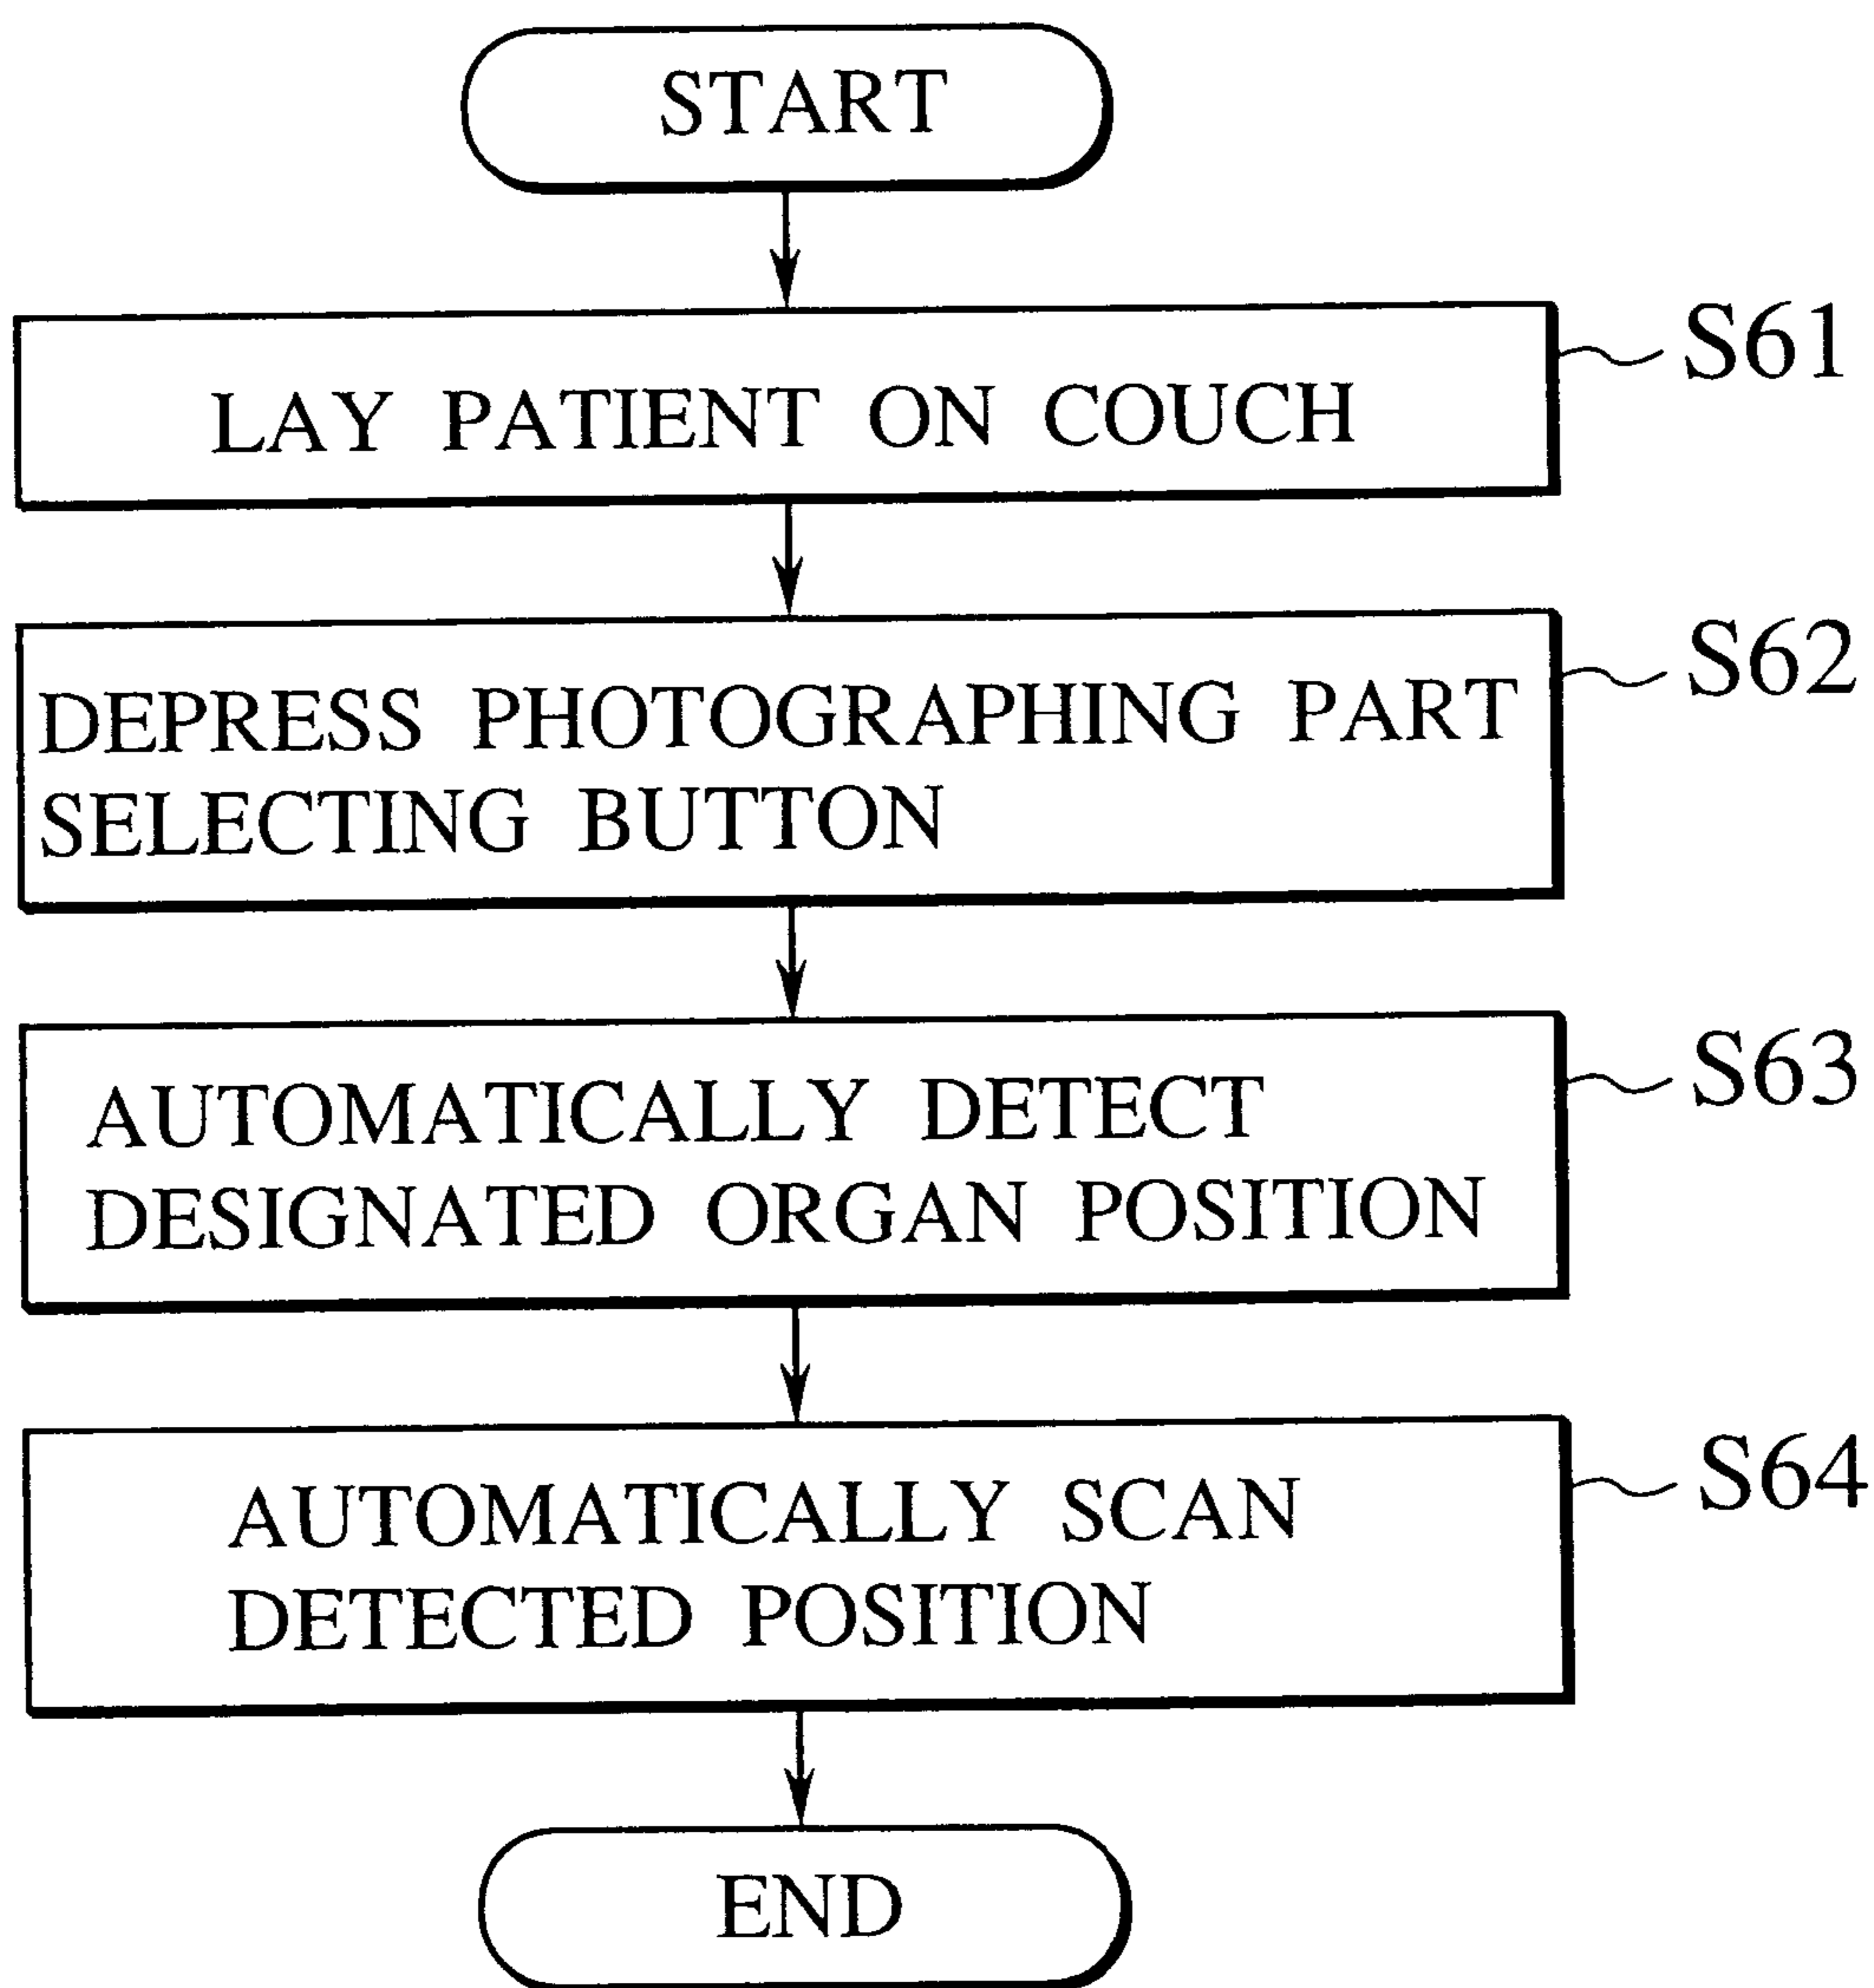 START
LAY PATIENT ON COUCH
S61
DEPRESS PHOTOGRAPHING PART
SELECTING BUTTON
S62
AUTOMATICALLY DETECT
DESIGNATED ORGAN POSITION
S63
AUTOMATICALLY SCAN
DETECTED POSITION
S64
END